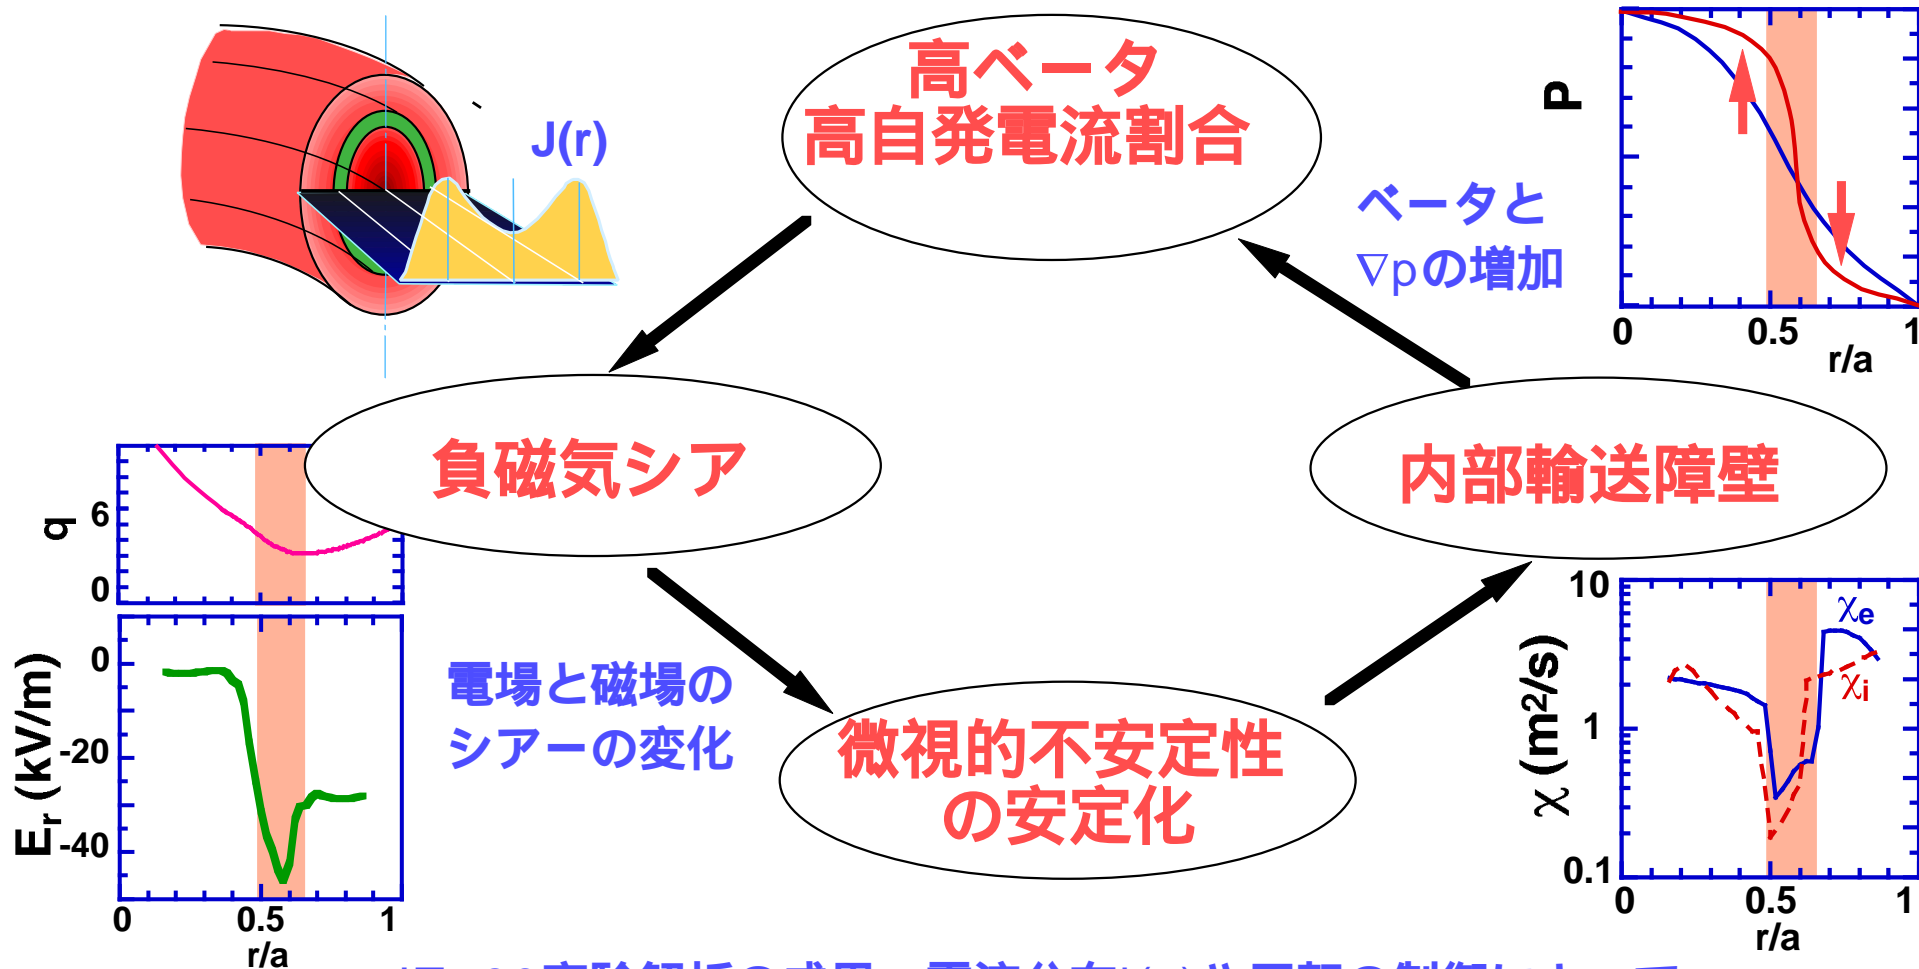 高ベータ
高自発電流割合
J(r)
P
ベータと
∇pの増加
0 0.5 1
r/a
負磁気シア
内部輸送障壁
q
6
0
Er (kV/m)
0
-20
-40
0 0.5 1
r/a
電場と磁場の
シアーの変化
微視的不安定性
の安定化
χ (m2/s)
10
1
0.1
χe
χi
0 0.5 1
r/a